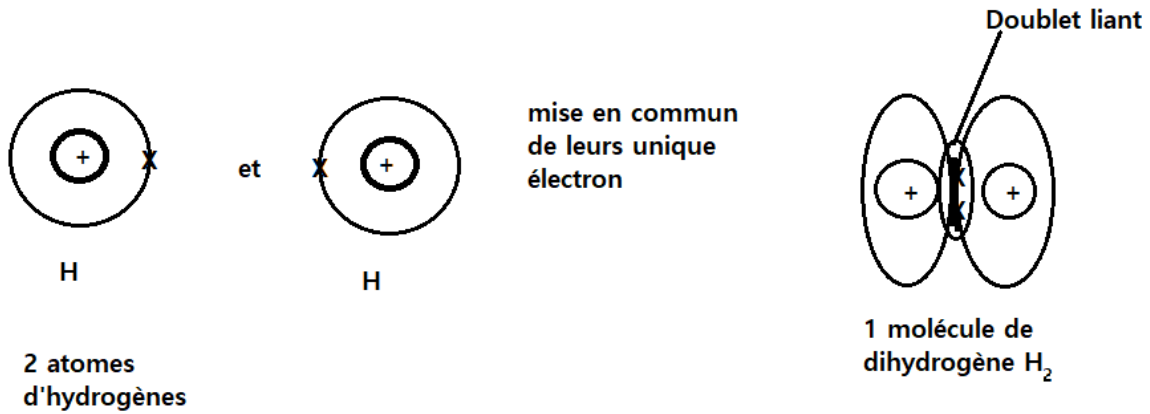 Doublet liant
+
X
et
X
+
mise en commun
de leurs unique
électron
+
X
X
+
H
H
2 atomes
d'hydrogènes
1 molécule de
dihydrogène H₂